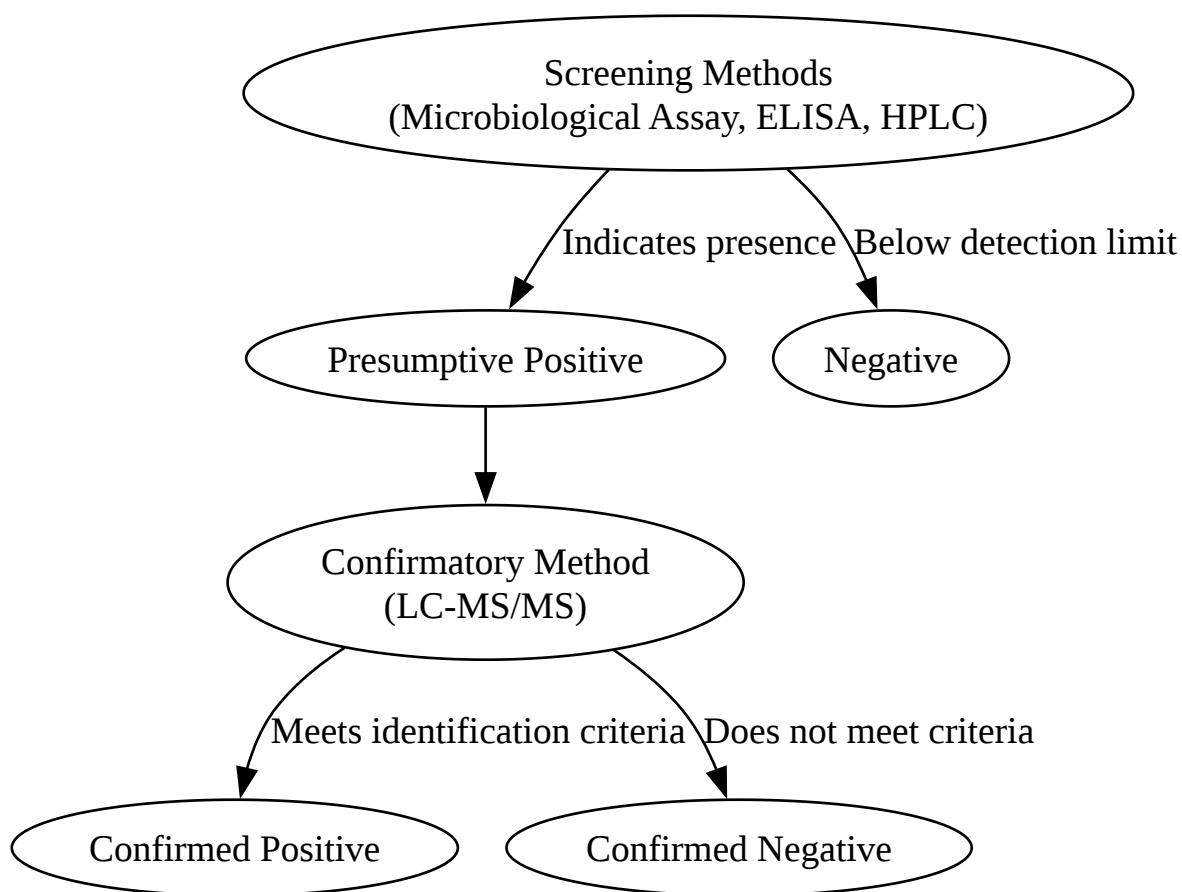 Screening Methods
(Microbiological Assay, ELISA, HPLC)
Indicates presence
Below detection limit
Presumptive Positive
Negative
Confirmatory Method
(LC-MS/MS)
Meets identification criteria
Does not meet criteria
Confirmed Positive
Confirmed Negative